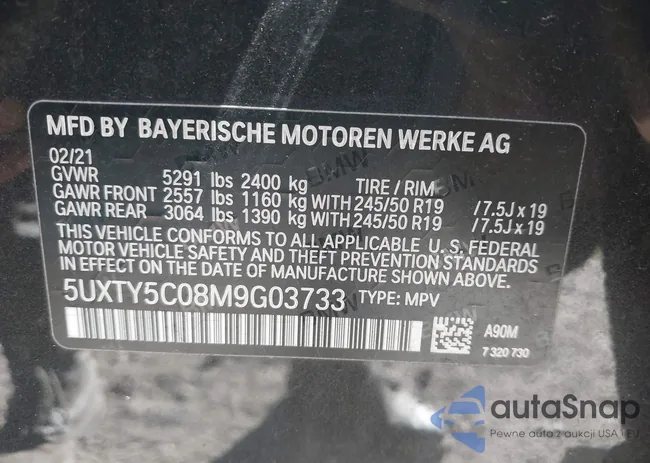 MFD BY BAYERISCHE MOTOREN WERKE AG
02/21
GVWR 5291 lbs 2400 kg TIRE / RIM
GAWR FRONT 2557 lbs 1160 kg WITH 245/50 R19 /7.5J x 19
GAWR REAR 3064 lbs 1390 kg WITH 245/50 R19 /7.5J x 19
THIS VEHICLE CONFORMS TO ALL APPLICABLE U. S. FEDERAL
MOTOR VEHICLE SAFETY AND THEFT PREVENTION STANDARDS
IN EFFECT ON THE DATE OF MANUFACTURE SHOWN ABOVE.
5UXTY5C08M9G03733 TYPE: MPV
A90M
7 320 730
autoSnap
Pewne auto z aukcji USA i EU